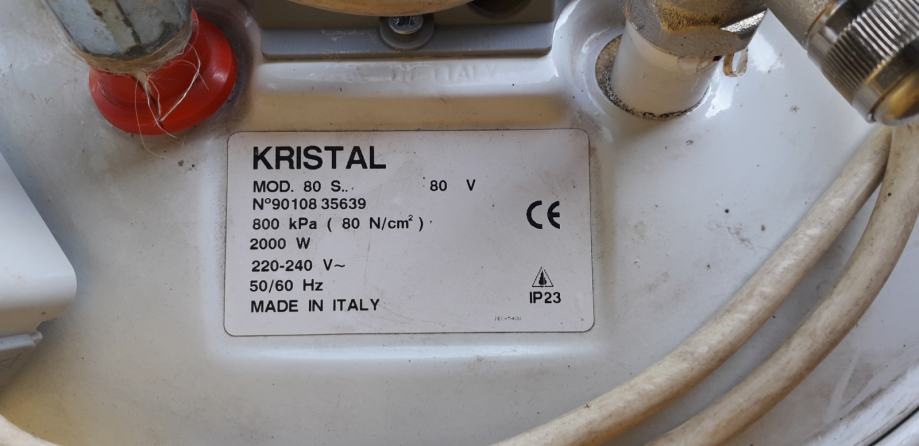 KRISTAL
MOD. 80 S.. 80 V
Nº90108 35639
800 kPa ( 80 N/cm² )
2000 W
220-240 V~
50/60 Hz
MADE IN ITALY
CE
IP23